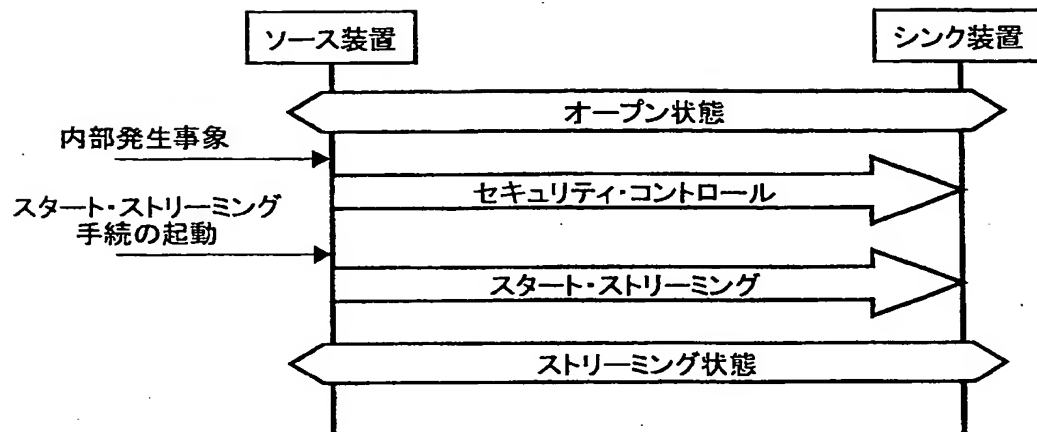 ソース装置
シンク装置
オープン状態
内部発生事象
セキュリティ・コントロール
スタート・ストリーミング
手続の起動
スタート・ストリーミング
ストリーミング状態